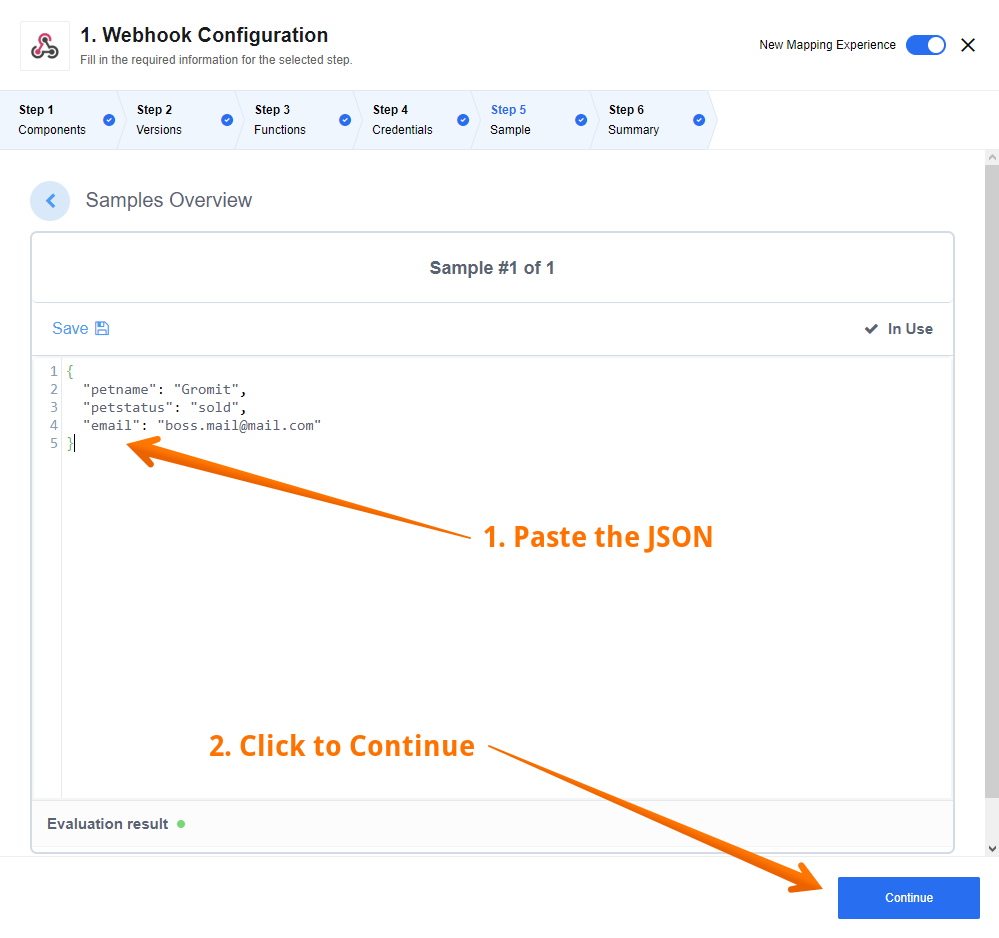 1. Webhook Configuration
Fill in the required information for the selected step.
New Mapping Experience
Step 1
Components
Step 2
Versions
Step 3
Functions
Step 4
Credentials
Step 5
Sample
Step 6
Summary
Samples Overview
Sample #1 of 1
Save
In Use
1 {
2 "petname": "Gromit",
3 "petstatus": "sold",
4 "email": "boss.mail@mail.com"
5 }
1. Paste the JSON
2. Click to Continue
Evaluation result
Continue